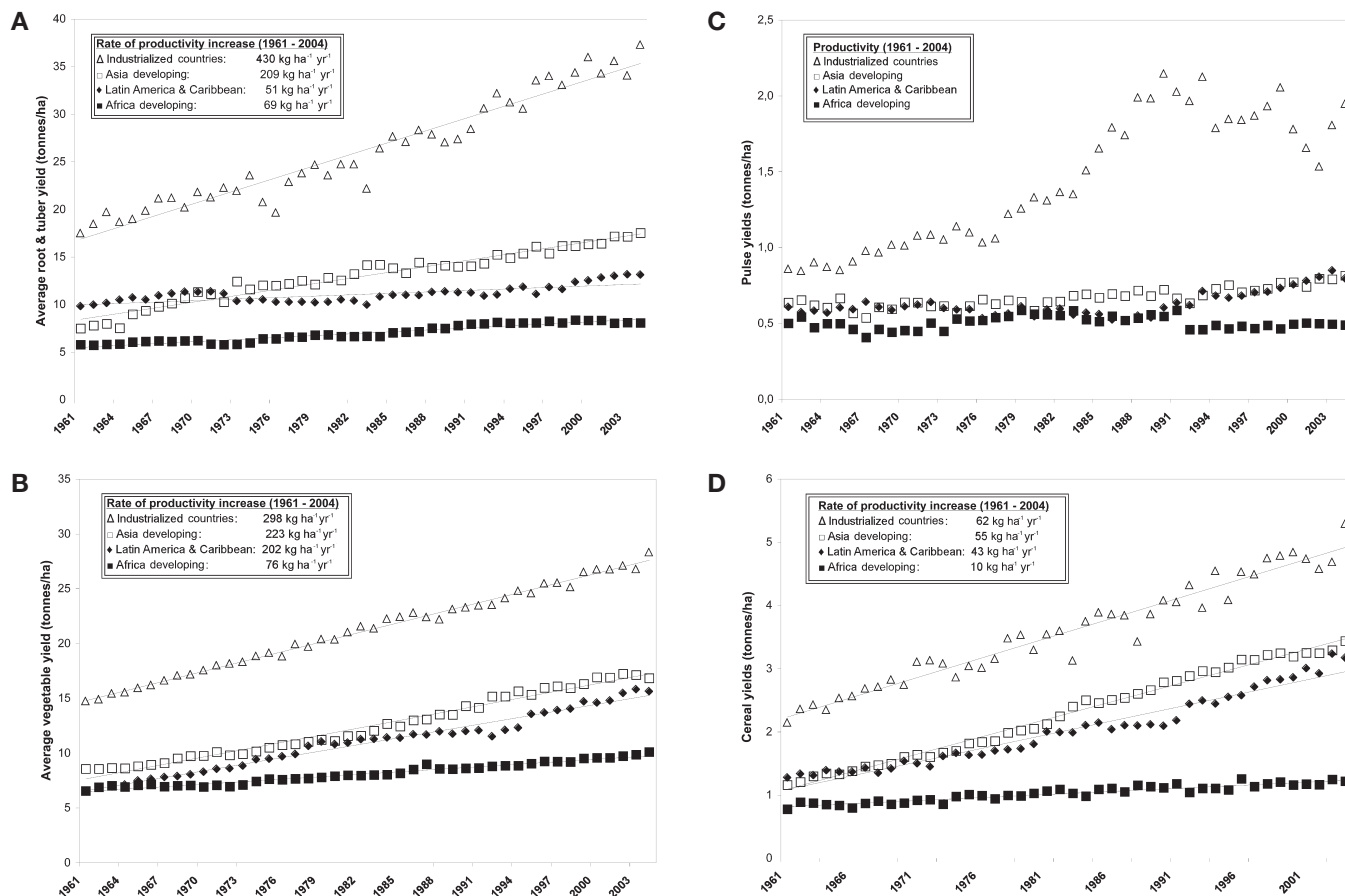 A
Average root & tuber yield (tonnes/ha)
40
35
30
25
20
15
10
5
0
Rate of productivity increase (1961 - 2004)
△ Industrialized countries: 430 kg ha⁻¹ yr⁻¹
□ Asia developing: 209 kg ha⁻¹ yr⁻¹
◆ Latin America & Caribbean: 51 kg ha⁻¹ yr⁻¹
■ Africa developing: 69 kg ha⁻¹ yr⁻¹
1961 1964 1967 1970 1973 1976 1979 1982 1985 1988 1991 1994 1997 2000 2003
B
Average vegetable yield (tonnes/ha)
35
30
25
20
15
10
5
0
Rate of productivity increase (1961 - 2004)
△ Industrialized countries: 298 kg ha⁻¹ yr⁻¹
□ Asia developing: 223 kg ha⁻¹ yr⁻¹
◆ Latin America & Caribbean: 202 kg ha⁻¹ yr⁻¹
■ Africa developing: 76 kg ha⁻¹ yr⁻¹
1961 1964 1967 1970 1973 1976 1979 1982 1985 1988 1991 1994 1997 2000 2003
C
Pulse yields (tonnes/ha)
2,5
2,0
1,5
1,0
0,5
0,0
Productivity (1961 - 2004)
△ Industrialized countries
□ Asia developing
◆ Latin America & Caribbean
■ Africa developing
1961 1964 1967 1970 1973 1976 1979 1982 1985 1988 1991 1994 1997 2000 2003
D
Cereal yields (tonnes/ha)
6
5
4
3
2
1
0
Rate of productivity increase (1961 - 2004)
△ Industrialized countries: 62 kg ha⁻¹ yr⁻¹
□ Asia developing: 55 kg ha⁻¹ yr⁻¹
◆ Latin America & Caribbean: 43 kg ha⁻¹ yr⁻¹
■ Africa developing: 10 kg ha⁻¹ yr⁻¹
1961 1966 1971 1976 1981 1986 1991 1996 2001